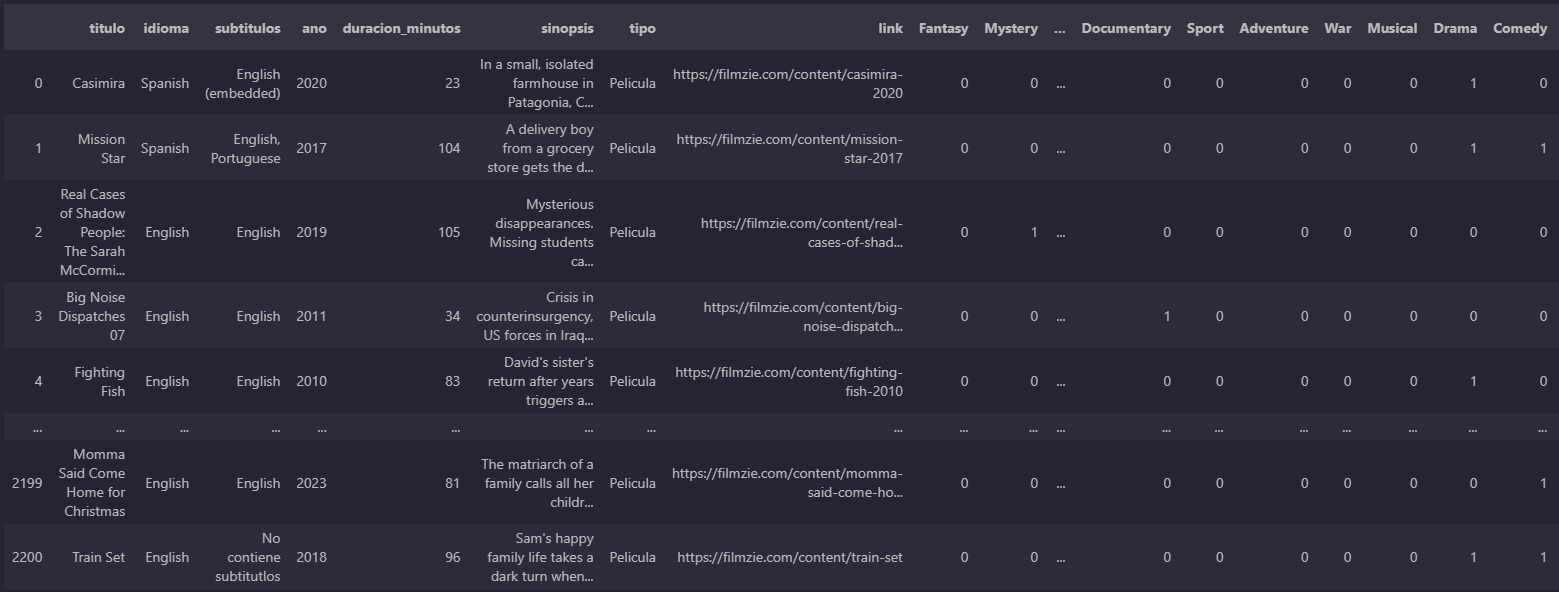 titulo idioma subtitulos ano duracion_minutos sinopsis tipo link Fantasy Mystery ... Documentary Sport Adventure War Musical Drama Comedy
0 Casimira Spanish English (embedded) 2020 23 In a small, isolated farmhouse in Patagonia, C... Pelicula https://filmzie.com/content/casimira-2020 0 0 ... 0 0 0 0 0 1 0
1 Mission Star Spanish English, Portuguese 2017 104 A delivery boy from a grocery store gets the d... Pelicula https://filmzie.com/content/mission-star-2017 0 0 ... 0 0 0 0 0 1 1
2 Real Cases of Shadow People: The Sarah McCormi... English English 2019 105 Mysterious disappearances. Missing students ca... Pelicula https://filmzie.com/content/real-cases-of-shad... 0 1 ... 0 0 0 0 0 0 0
3 Big Noise Dispatches 07 English English 2011 34 Crisis in counterinsurgency, US forces in Iraq... Pelicula https://filmzie.com/content/big-noise-dispatch... 0 0 ... 1 0 0 0 0 0 0
4 Fighting Fish English English 2010 83 David's sister's return after years triggers a... Pelicula https://filmzie.com/content/fighting-fish-2010 0 0 ... 0 0 0 0 0 1 0
... ... ... ... ... ... ... ... ... ... ... ... ... ... ... ... ... ... ...
2199 Momma Said Come Home for Christmas English English 2023 81 The matriarch of a family calls all her childr... Pelicula https://filmzie.com/content/momma-said-come-ho... 0 0 ... 0 0 0 0 0 0 1
2200 Train Set English No contiene subtitutlos 2018 96 Sam's happy family life takes a dark turn when... Pelicula https://filmzie.com/content/train-set 0 0 ... 0 0 0 0 0 1 1